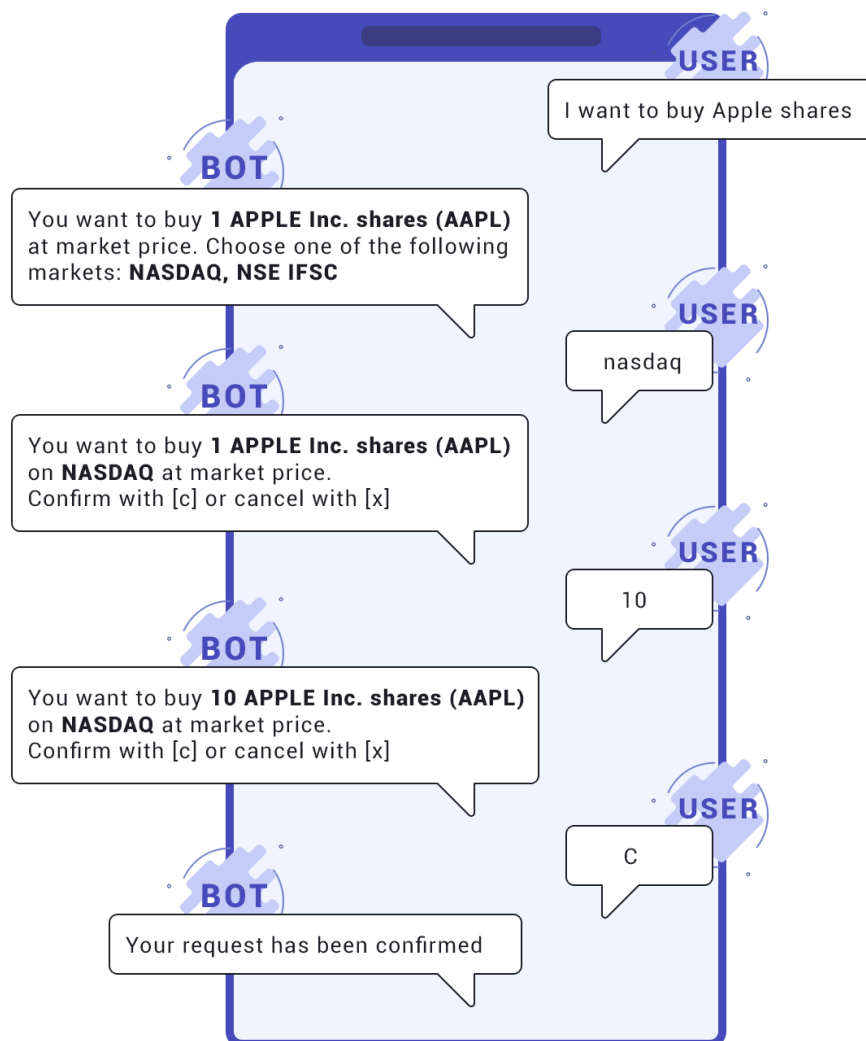 USER
I want to buy Apple shares
BOT
You want to buy 1 APPLE Inc. shares (AAPL)
at market price. Choose one of the following
markets: NASDAQ, NSE IFSC
USER
nasdaq
BOT
You want to buy 1 APPLE Inc. shares (AAPL)
on NASDAQ at market price.
Confirm with [c] or cancel with [x]
USER
10
BOT
You want to buy 10 APPLE Inc. shares (AAPL)
on NASDAQ at market price.
Confirm with [c] or cancel with [x]
USER
C
BOT
Your request has been confirmed